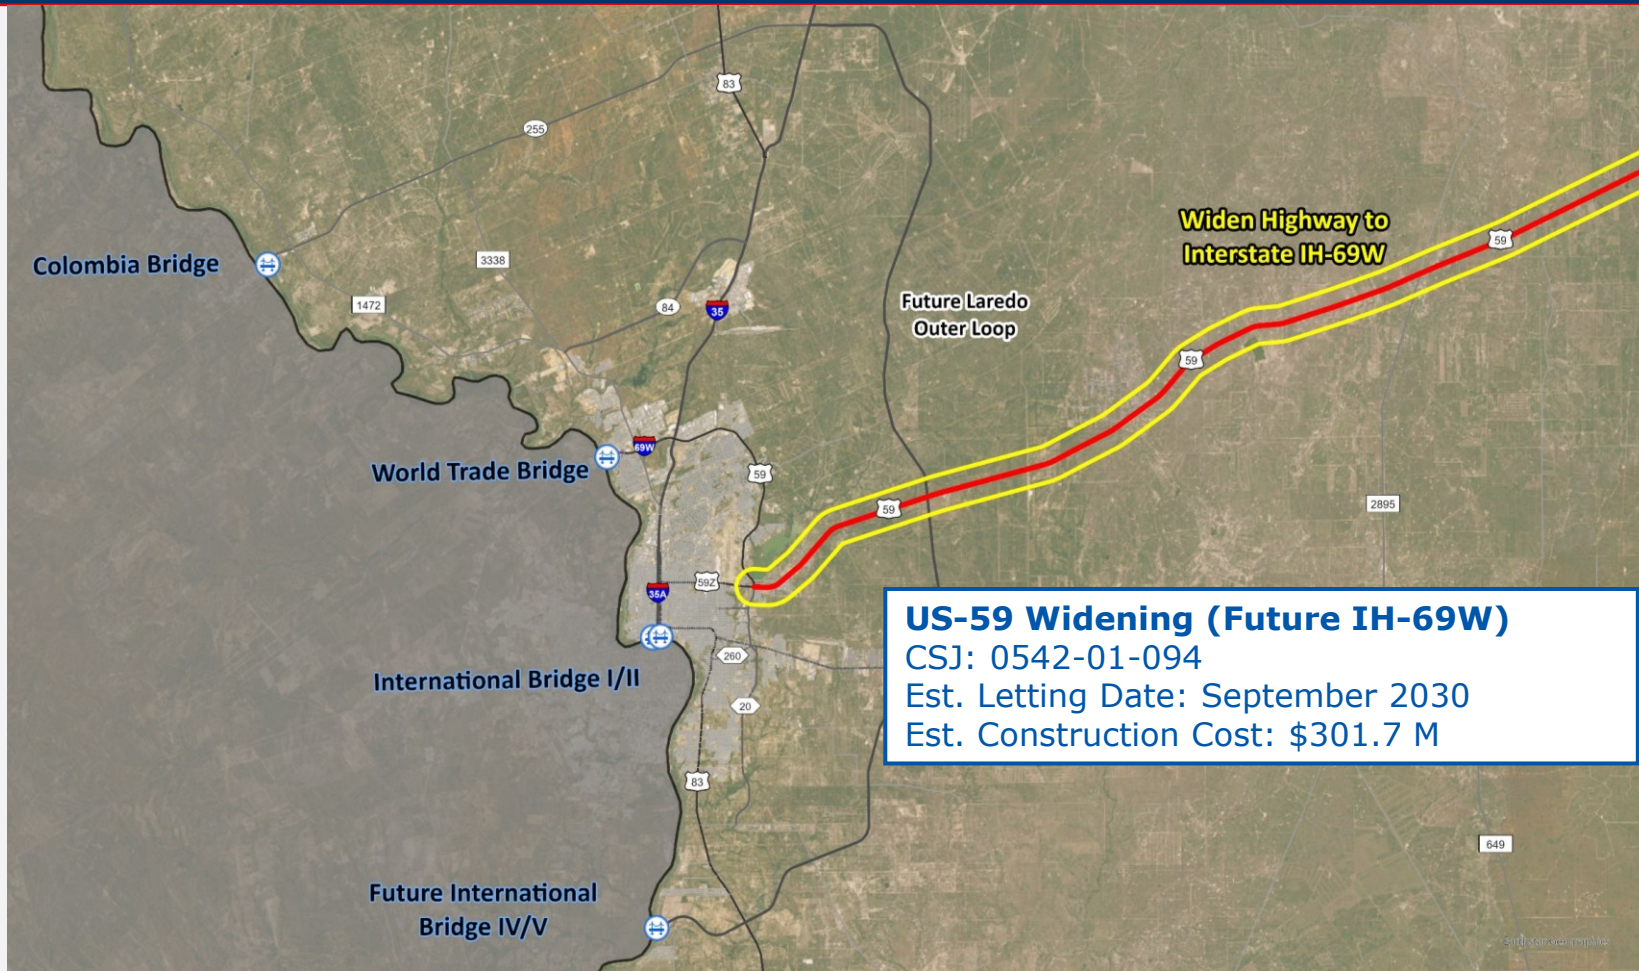 83
255
Colombia Bridge
3338
1472
84
35
Future Laredo
Outer Loop
Widen Highway to
Interstate IH-69W
59
59
69W
World Trade Bridge
59
59
2895
59Z
35A
260
International Bridge I/II
20
83
US-59 Widening (Future IH-69W)
CSJ: 0542-01-094
Est. Letting Date: September 2030
Est. Construction Cost: $301.7 M
649
Future International
Bridge IV/V